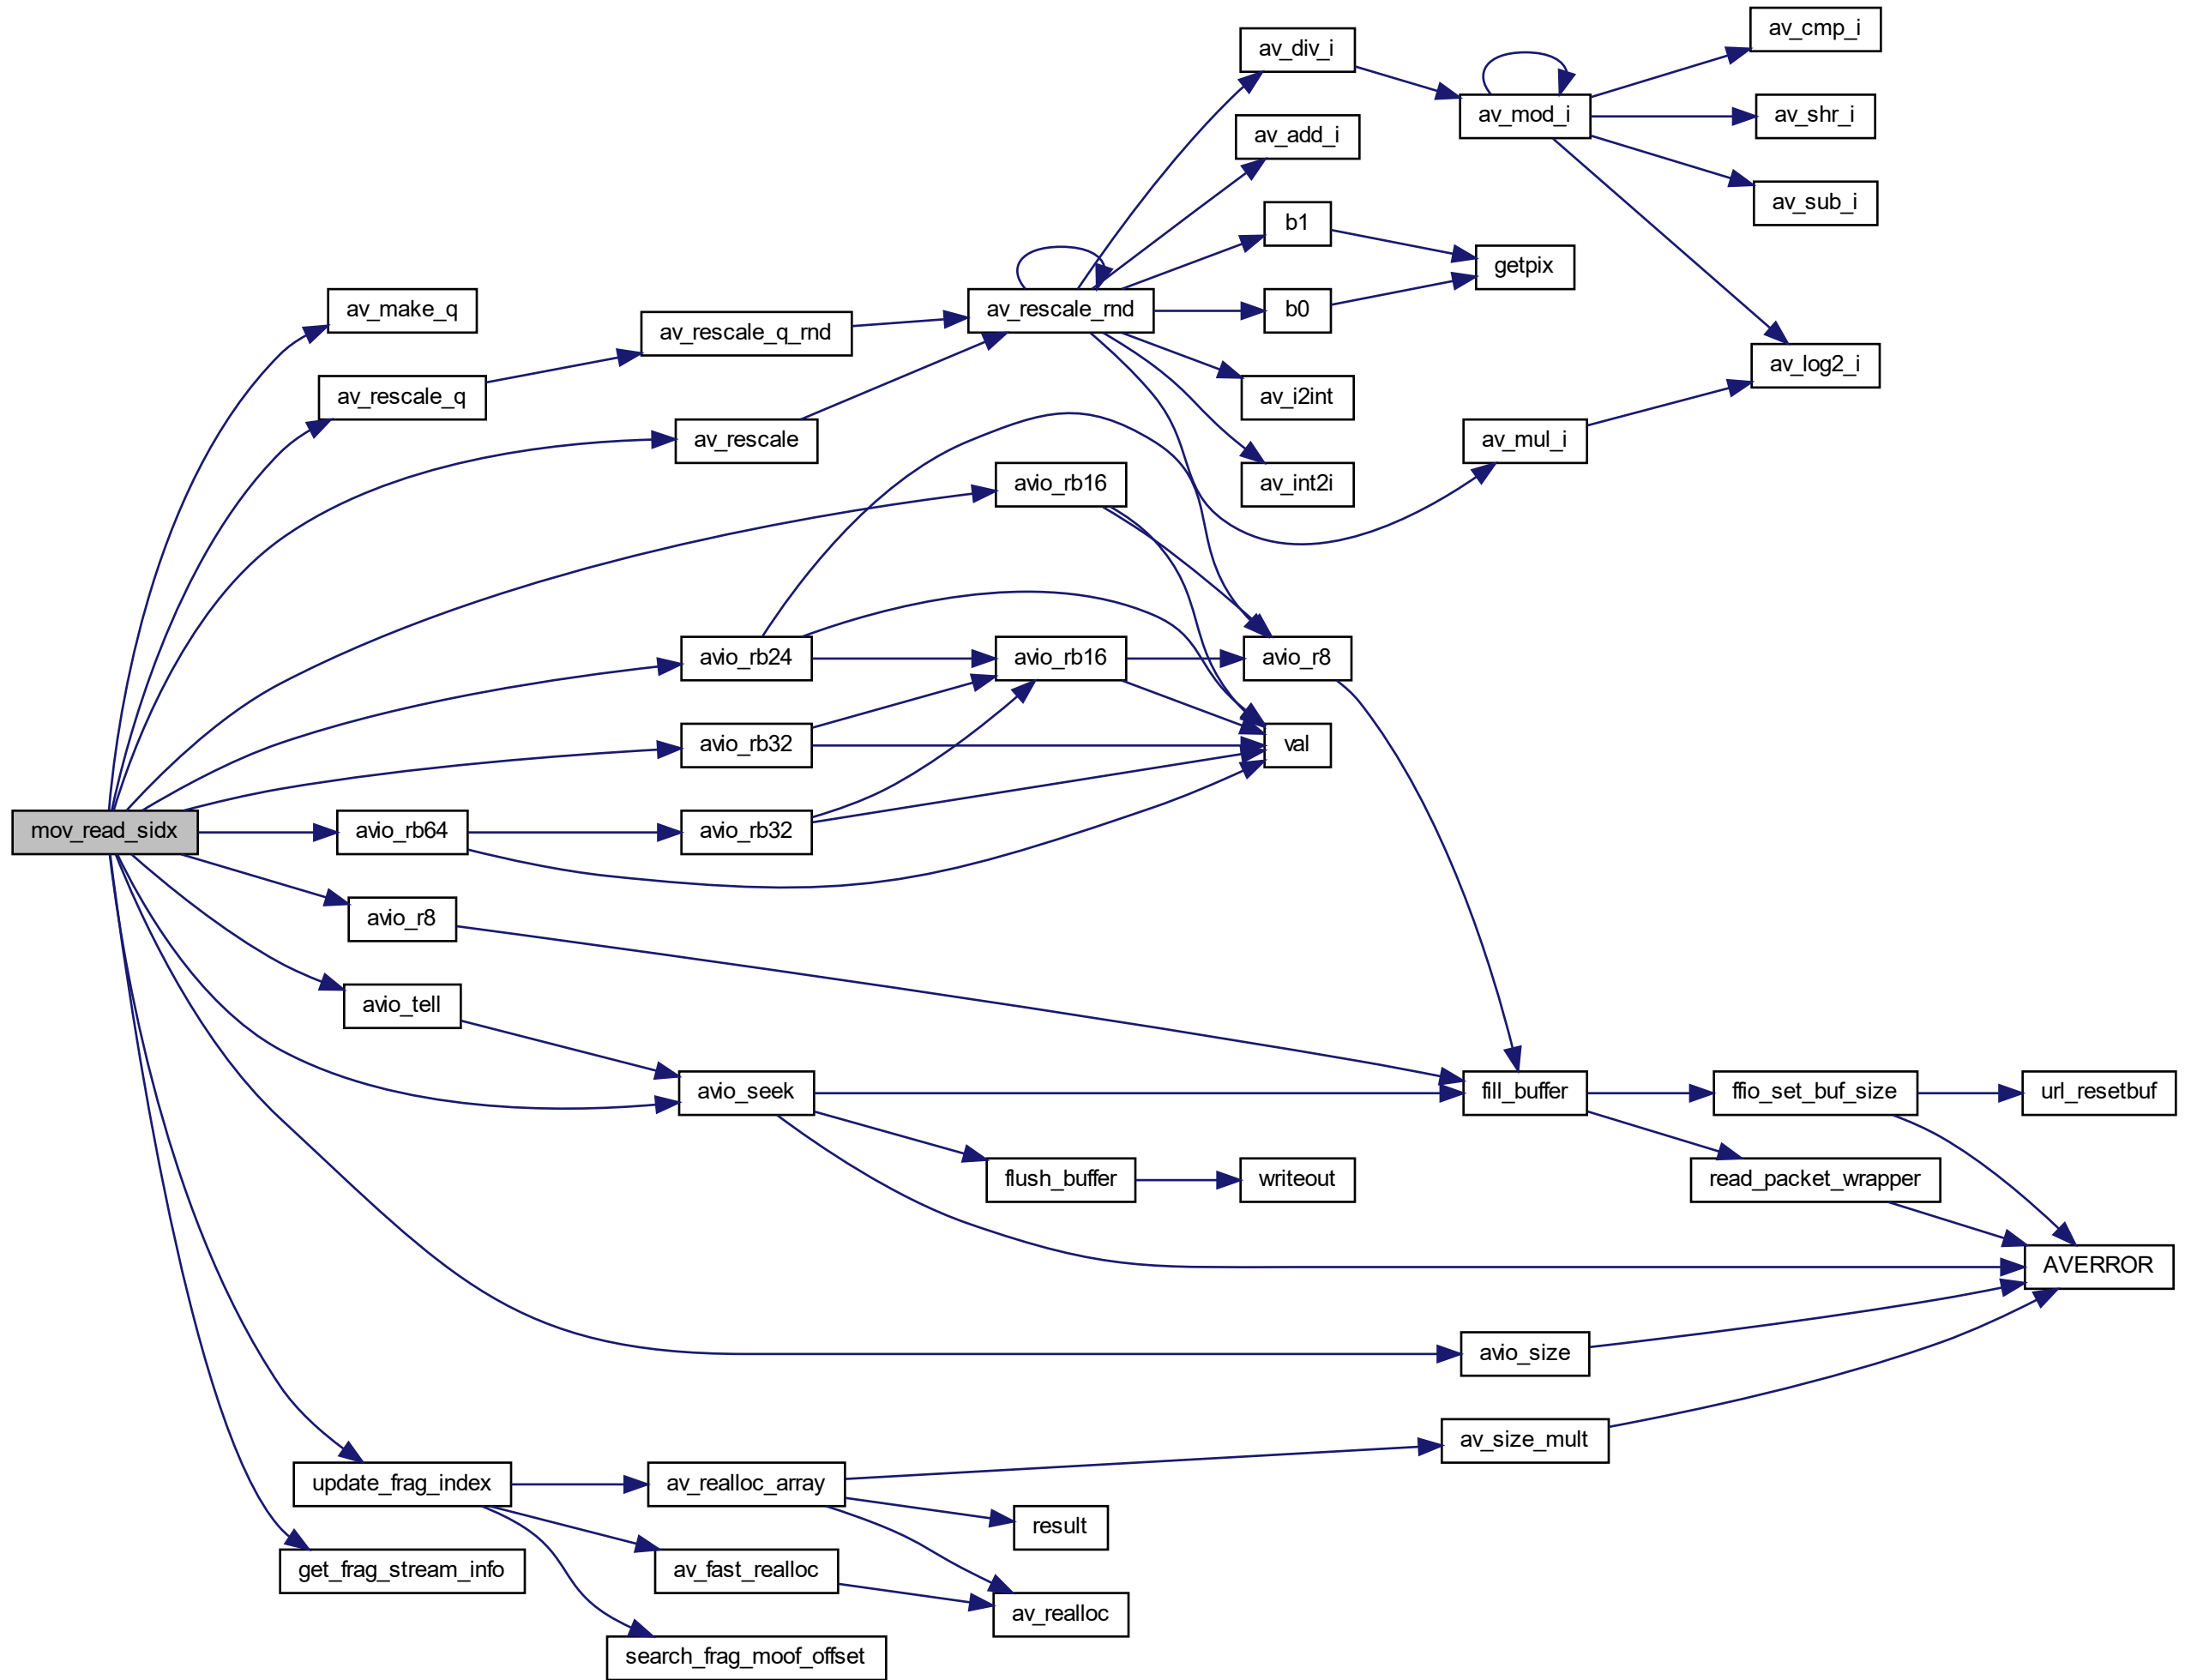 av_cmp_i
av_div_i
av_mod_i
av_shr_i
av_add_i
av_sub_i
b1
getpix
av_make_q
av_rescale_rnd
b0
av_rescale_q_rnd
av_log2_i
av_rescale_q
av_i2int
av_rescale
av_mul_i
avio_rb16
av_int2i
avio_rb24
avio_rb16
avio_r8
avio_rb32
val
mov_read_sidx
avio_rb64
avio_rb32
avio_r8
avio_tell
avio_seek
fill_buffer
ffio_set_buf_size
url_resetbuf
flush_buffer
writeout
read_packet_wrapper
AVERROR
avio_size
av_size_mult
update_frag_index
av_realloc_array
result
get_frag_stream_info
av_fast_realloc
av_realloc
search_frag_moof_offset